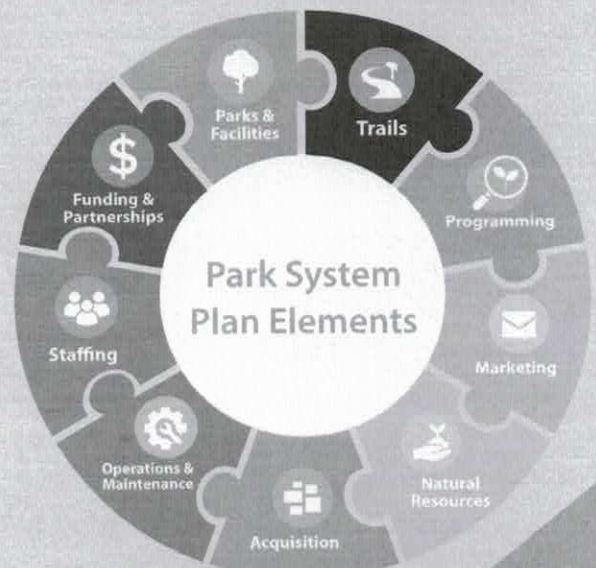 Park System
Plan Elements
Trails
Programming
Marketing
Natural
Resources
Acquisition
Operations &
Maintenance
Staffing
$
Funding &
Partnerships
Parks &
Facilities